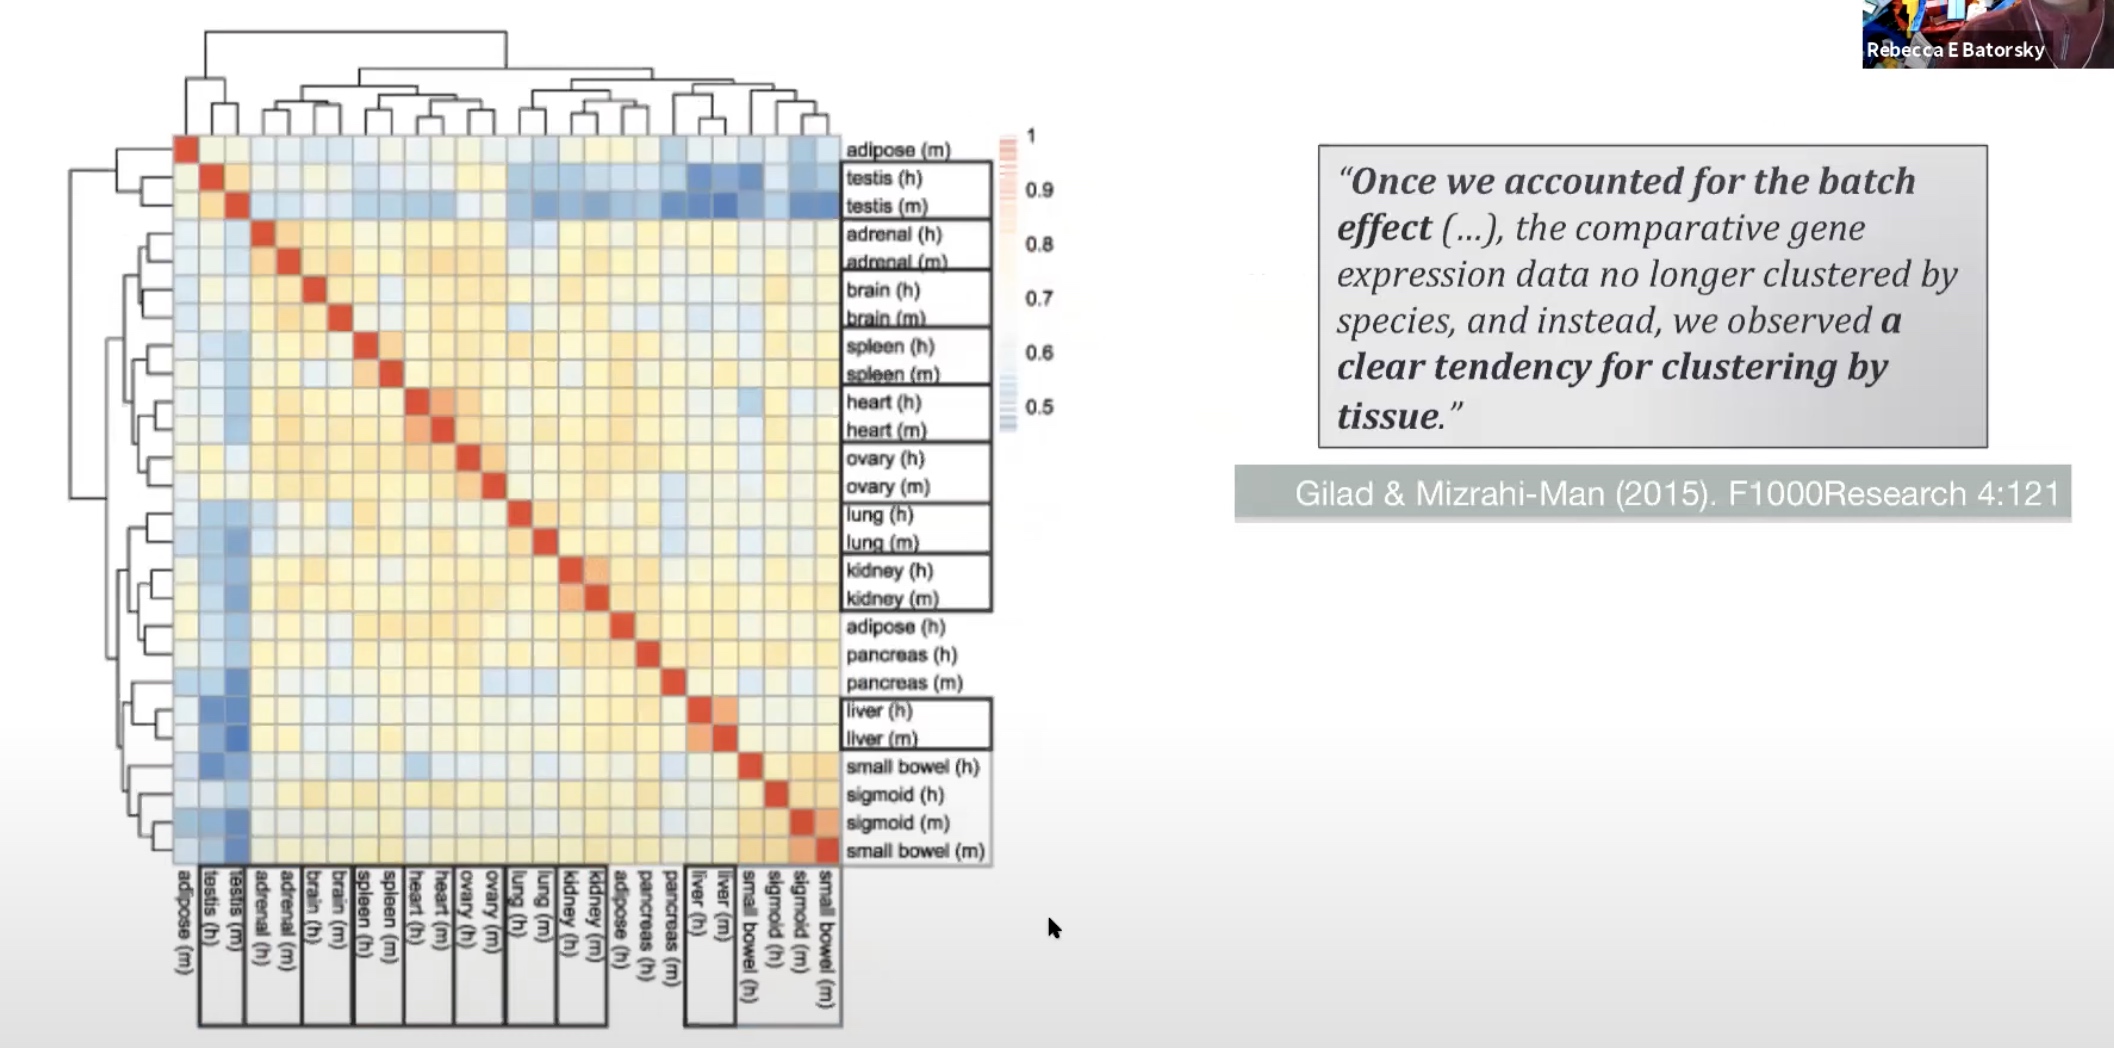 Rebecca E Batorsky
adipose (m)
testis (h)
testis (m)
adrenal (h)
adrenal (m)
brain (h)
brain (m)
spleen (h)
spleen (m)
heart (h)
heart (m)
ovary (h)
ovary (m)
lung (h)
lung (m)
kidney (h)
kidney (m)
adipose (h)
pancreas (h)
pancreas (m)
liver (h)
liver (m)
small bowel (h)
sigmoid (h)
sigmoid (m)
small bowel (m)
1
0.9
0.8
0.7
0.6
0.5
adipose (m)
testis (h)
testis (m)
adrenal (h)
adrenal (m)
brain (h)
brain (m)
spleen (h)
spleen (m)
heart (h)
heart (m)
ovary (h)
ovary (m)
lung (h)
lung (m)
kidney (h)
kidney (m)
adipose (h)
pancreas (h)
pancreas (m)
liver (h)
liver (m)
small bowel (h)
sigmoid (h)
sigmoid (m)
small bowel (m)
“Once we accounted for the batch
effect (…), the comparative gene
expression data no longer clustered by
species, and instead, we observed a
clear tendency for clustering by
tissue.”
Gilad & Mizrahi-Man (2015). F1000Research 4:121